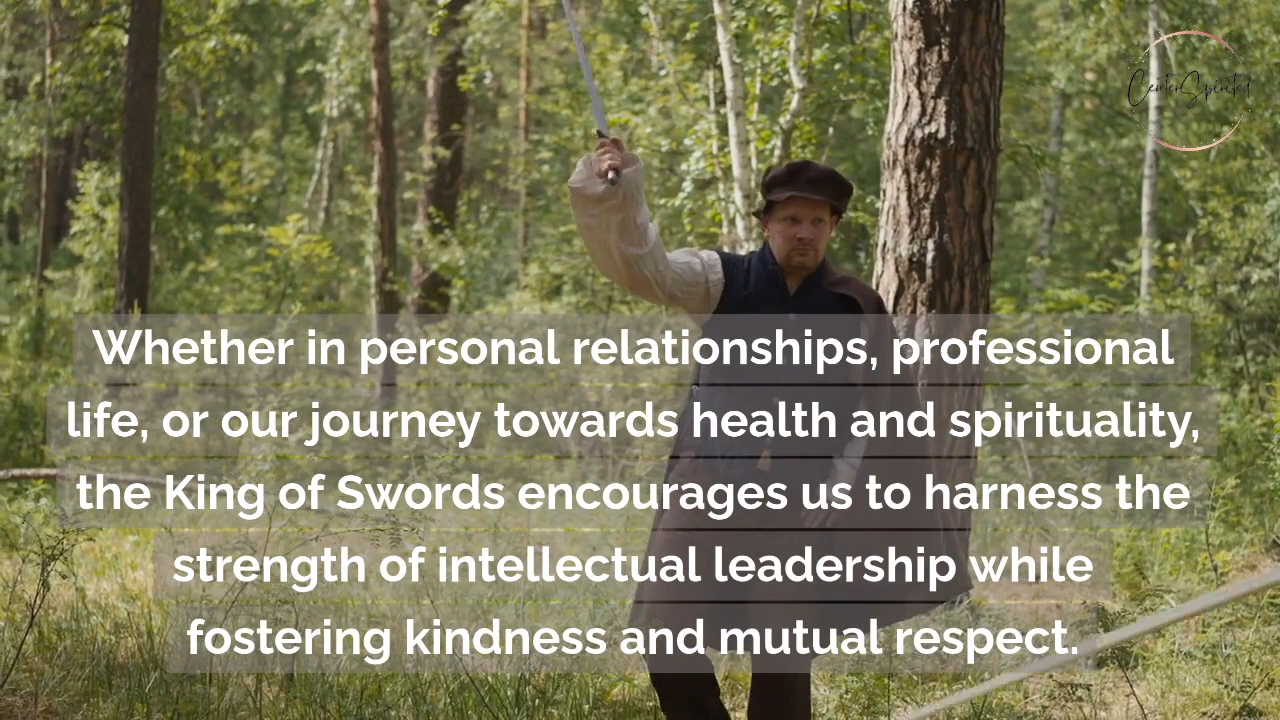 CenterSpirited
Whether in personal relationships, professional
life, or our journey towards health and spirituality,
the King of Swords encourages us to harness the
strength of intellectual leadership while
fostering kindness and mutual respect.